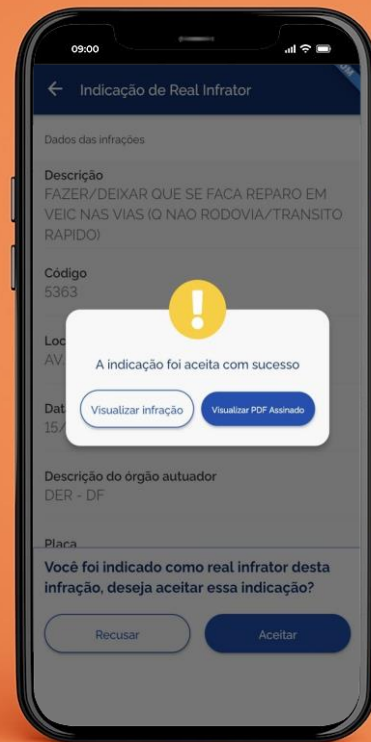 09:00
Indicação de Real Infrator
Dados das infrações
Descrição
FAZER/DEIXAR QUE SE FACA REPARO EM
VEIC NAS VIAS (Q NAO RODOVIA/TRANSITO
RAPIDO)
Código
5363
AV.
A indicação foi aceita com sucesso
Visualizar infração
Visualizar PDF Assinado
15/
Descrição do órgão autuador
DER - DF
Placa
Você foi indicado como real infrator desta
infração, deseja aceitar essa indicação?
Recusar
Aceitar